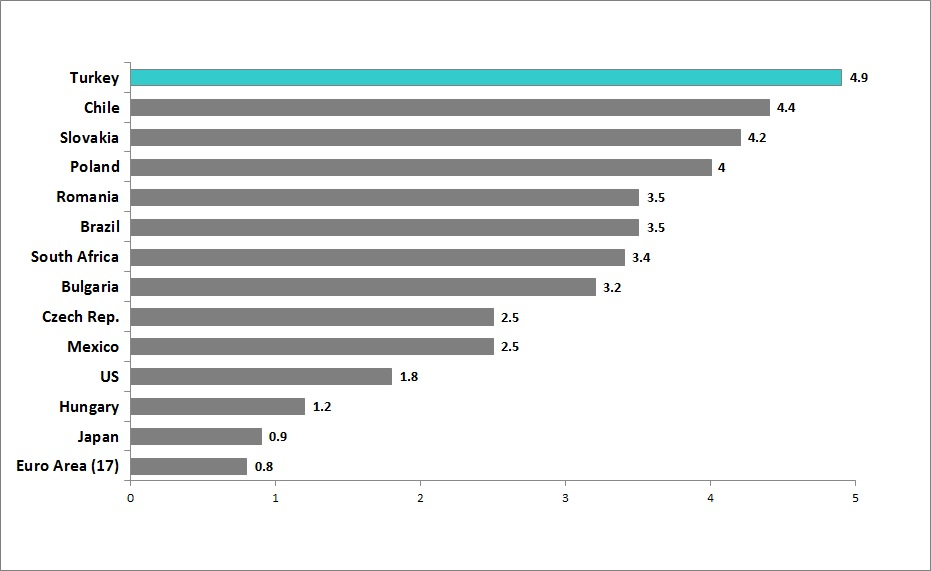 Turkey 4.9
Chile 4.4
Slovakia 4.2
Poland 4
Romania 3.5
Brazil 3.5
South Africa 3.4
Bulgaria 3.2
Czech Rep. 2.5
Mexico 2.5
US 1.8
Hungary 1.2
Japan 0.9
Euro Area (17) 0.8
0 1 2 3 4 5